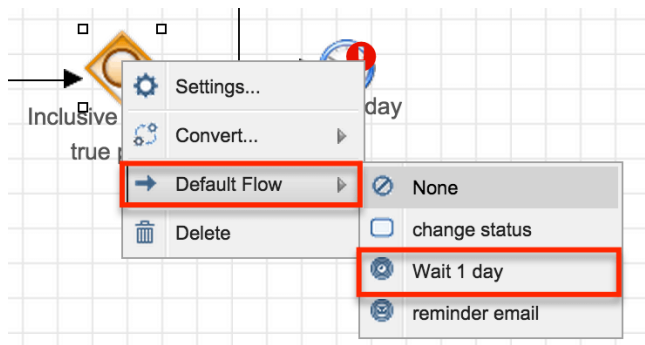 Settings...
Inclusive
day
Convert...
true
Default Flow
None
Delete
change status
Wait 1 day
reminder email